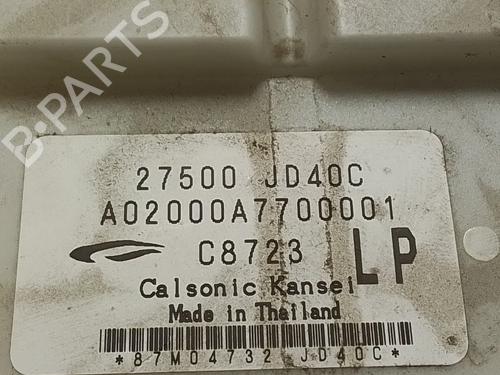 B-PARTS
27500 JD40C
A02000A7700001
C8723 LP
Calsonic Kansei
Made in Thailand
*87M04732 JD40C*